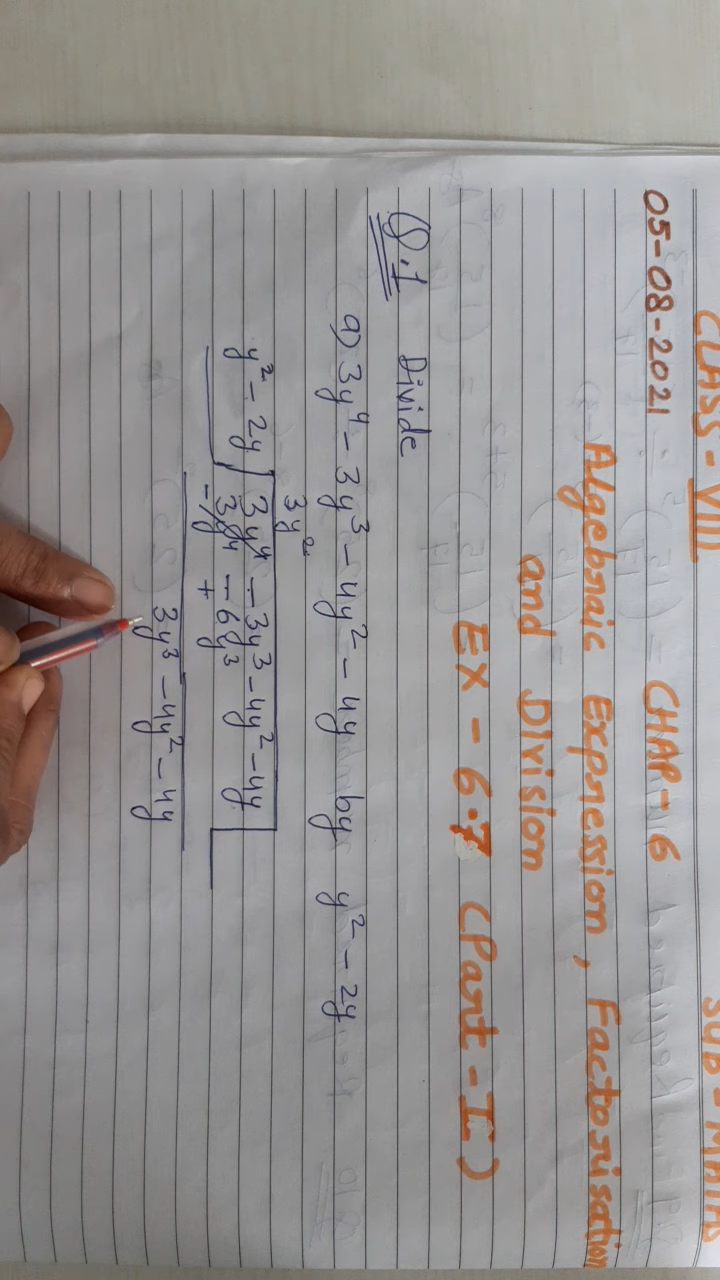 CLASS - VIII SUB - MATHS
05-08-2021 CHAP - 6
Algebraic Expression, Factorisation
and Division
EX - 6.7 (Part - I)
Q.1 Divide
a) 3y⁴ - 3y³ - 4y² - 4y by y² - 2y
3y²
y² - 2y 3y⁴ - 3y³ - 4y² - 4y
3y⁴ - 6y³
- +
3y³ - 4y² - 4y